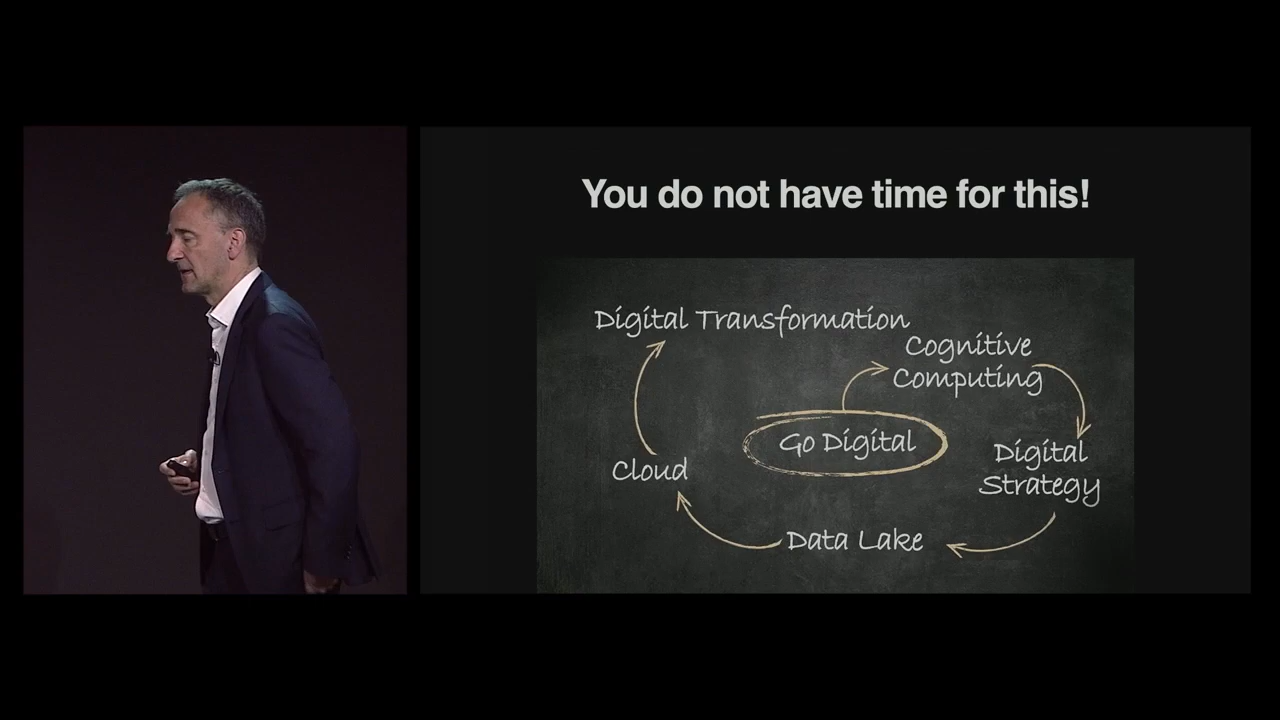 You do not have time for this!
Digital Transformation
Cognitive
Computing
Go Digital
Digital
Strategy
Cloud
Data Lake